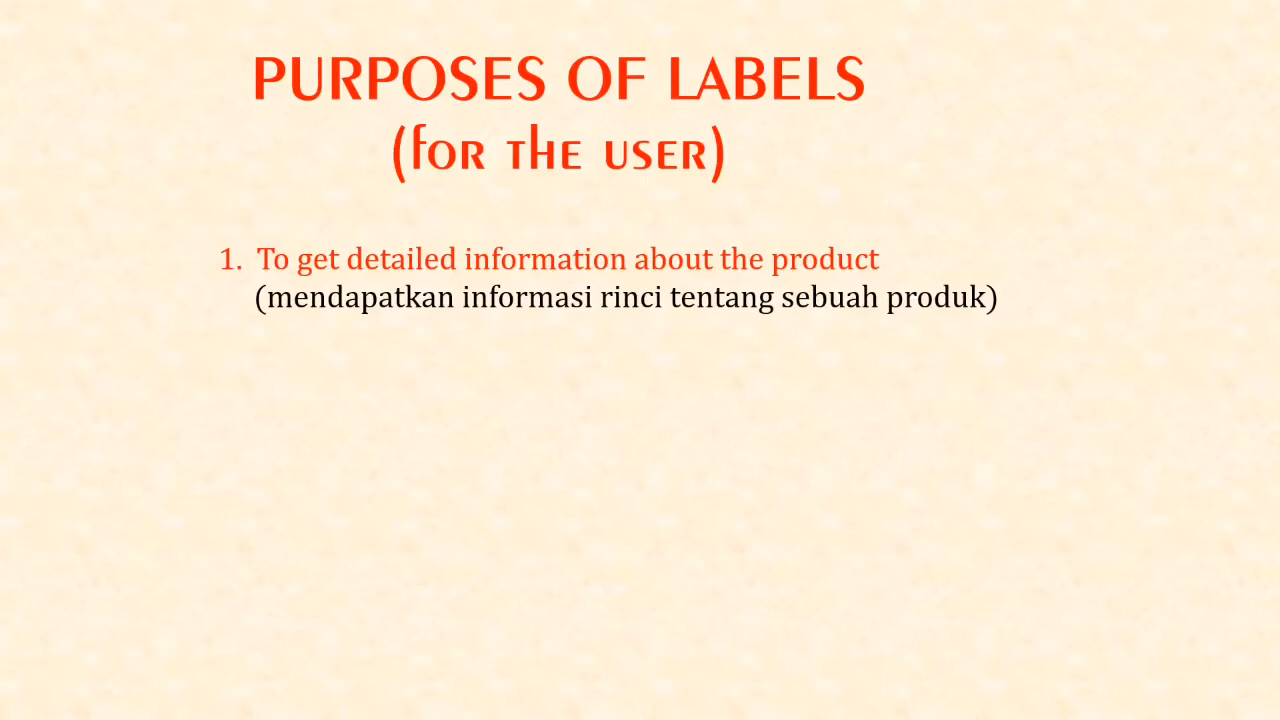 PURPOSES OF LABELS
(for the user)
1. To get detailed information about the product
(mendapatkan informasi rinci tentang sebuah produk)